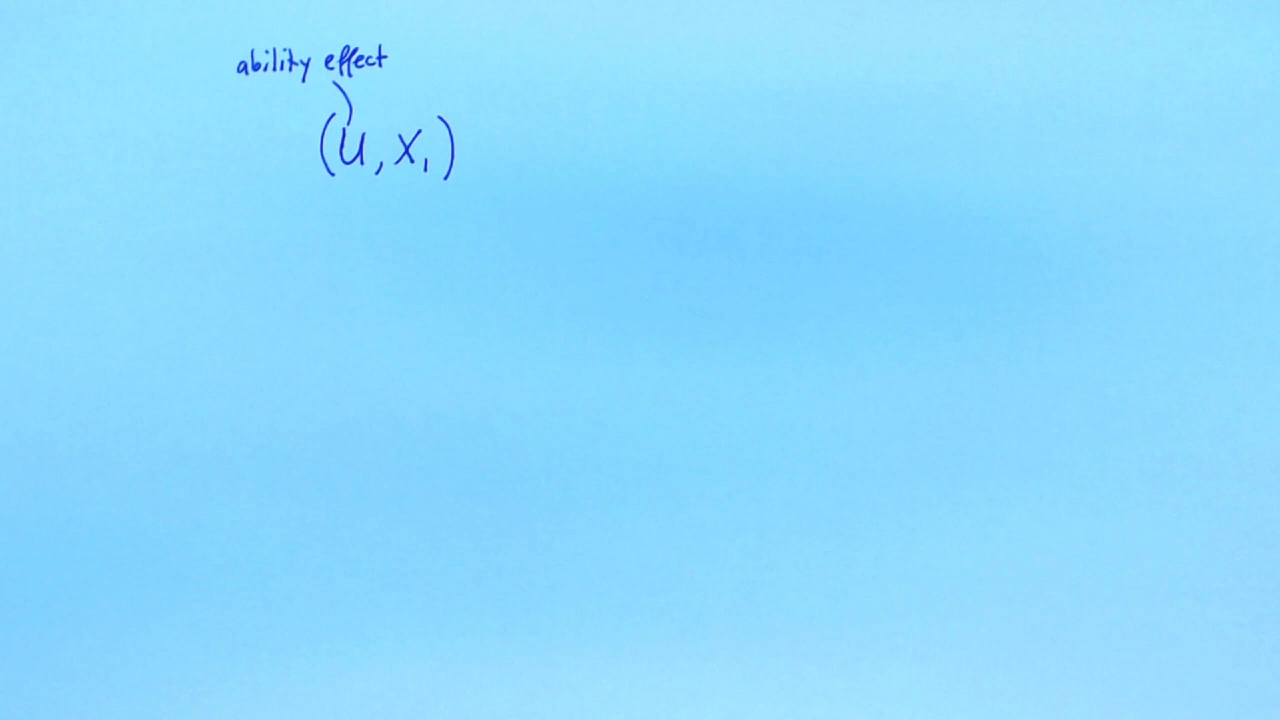 ability effect
(U, X₁)